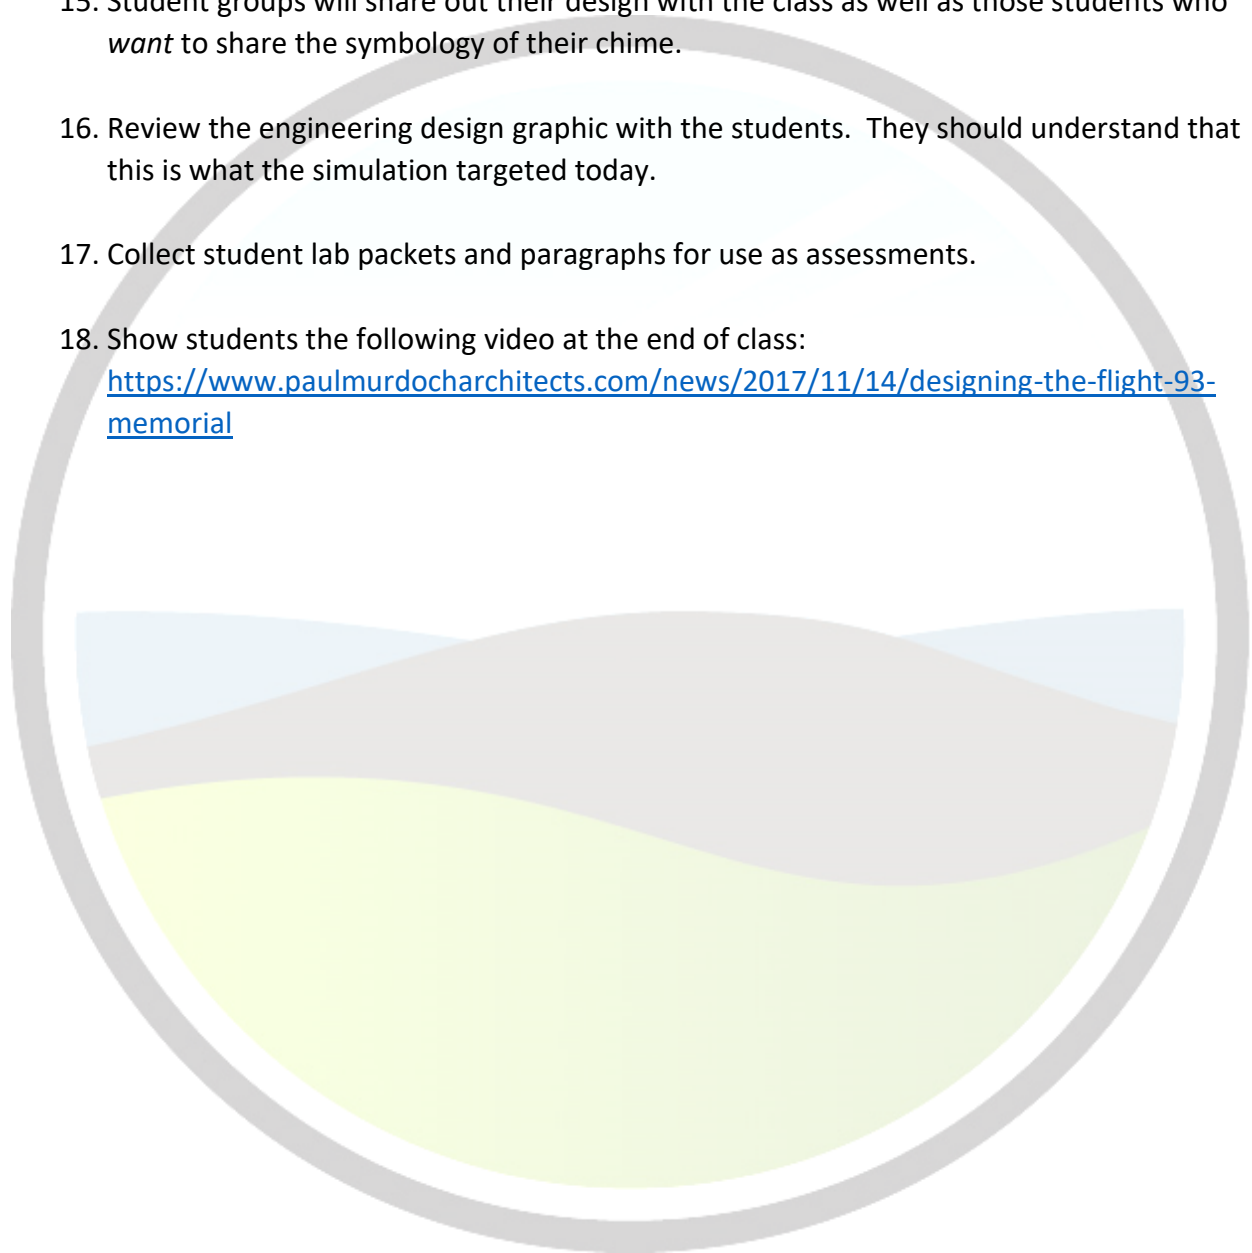 15. Student groups will share out their design with the class as well as those students who
want to share the symbology of their chime.
16. Review the engineering design graphic with the students. They should understand that
this is what the simulation targeted today.
17. Collect student lab packets and paragraphs for use as assessments.
18. Show students the following video at the end of class:
https://www.paulmurdocharchitects.com/news/2017/11/14/designing-the-flight-93-
memorial